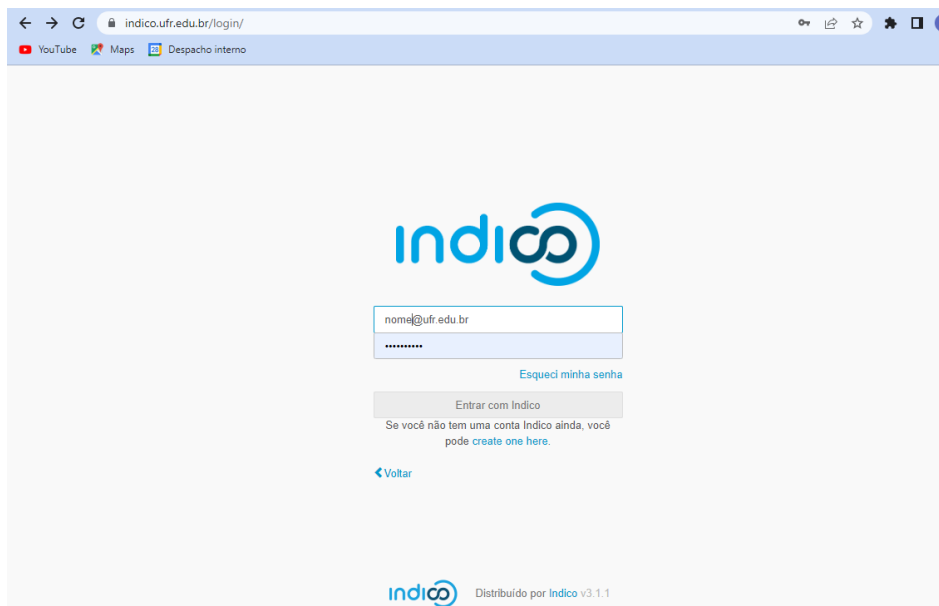 indico.ufr.edu.br/login/
YouTube Maps 28 Despacho interno
indico
nome@ufr.edu.br
••••••••••
Esqueci minha senha
Entrar com Indico
Se você não tem uma conta Indico ainda, você
pode create one here.
Voltar
indico Distribuído por Indico v3.1.1